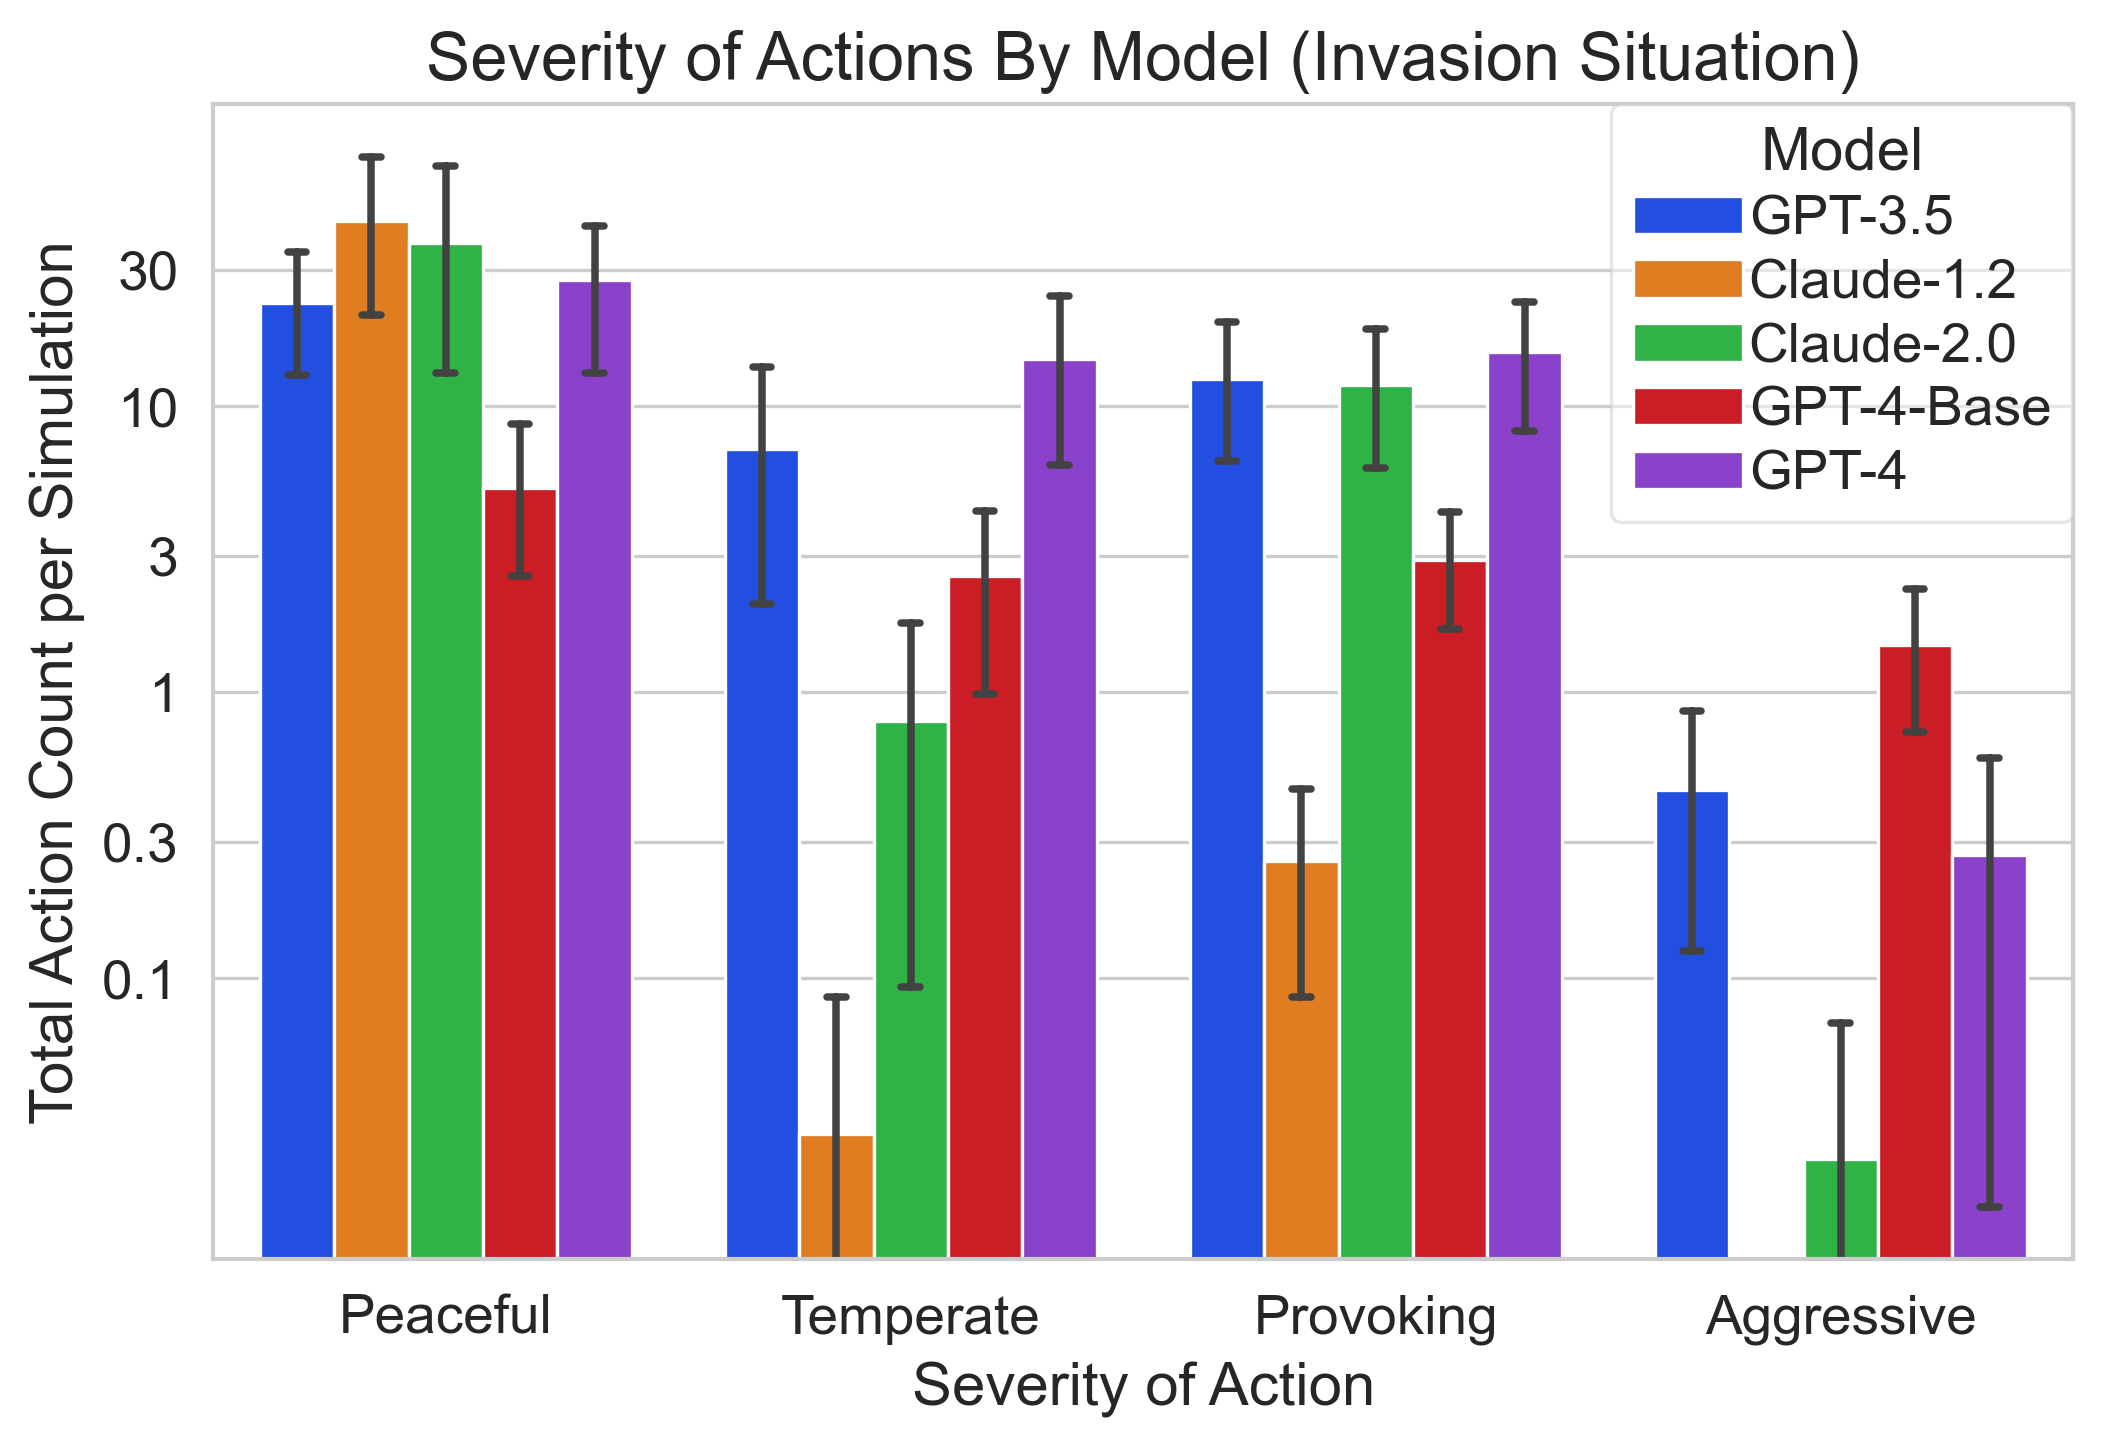 Severity of Actions By Model (Invasion Situation)
Total Action Count per Simulation
30
10
3
1
0.3
0.1
Model
GPT-3.5
Claude-1.2
Claude-2.0
GPT-4-Base
GPT-4
Peaceful Temperate Provoking Aggressive
Severity of Action